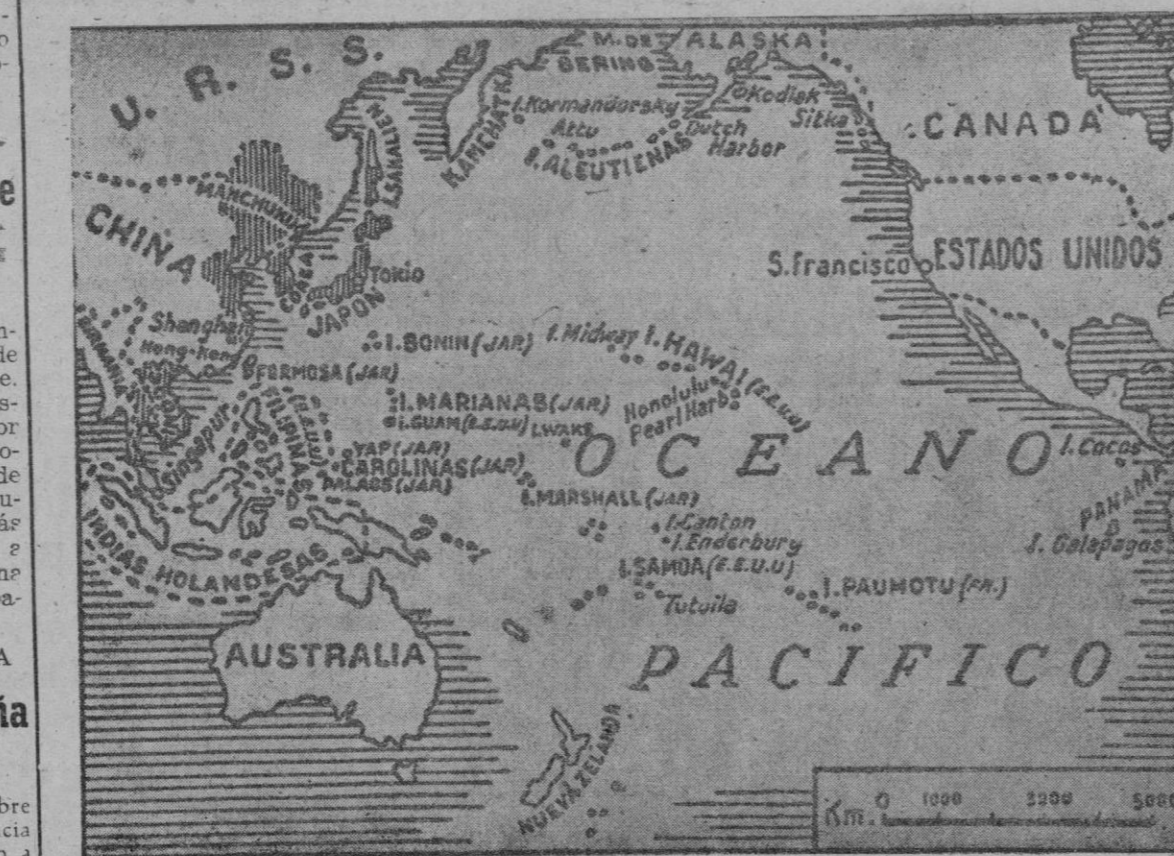 U. R. S. S.
M. DE BERING
ALASKA
KAMCHATKA
I. Kormandorsky
Attu
I. ALEUTIENAS
Dutch Harbor
Kodiak
Sitka
CANADA
MANCHUKUO
CHINA
COREA
JAPON
Tokio
S. Francisco
ESTADOS UNIDOS
Shanghai
Hong-Kong
BIRMANIA
FORMOSA (JAP)
I. BONIN (JAP)
I. Midway
I. HAWAI (E.E.U.U)
Honolulu
Pearl Harb
I. MARIANAS (JAP)
I. GUAM (E.E.U.U)
I. WAKE
FILIPINAS (E.E.U.U)
Singapur
YAP (JAP)
CAROLINAS (JAP)
PALAOS (JAP)
I. MARSHALL (JAP)
OCEANO
I. Cocos
PANAMA
I. Galapagos
I. Canton
I. Enderbury
INDIAS HOLANDESAS
I. SAMOA (E.E.U.U)
Tutuila
I. PAUMOTU (FR.)
AUSTRALIA
PACIFICO
NUEVA ZELANDA
Km. 0 1000